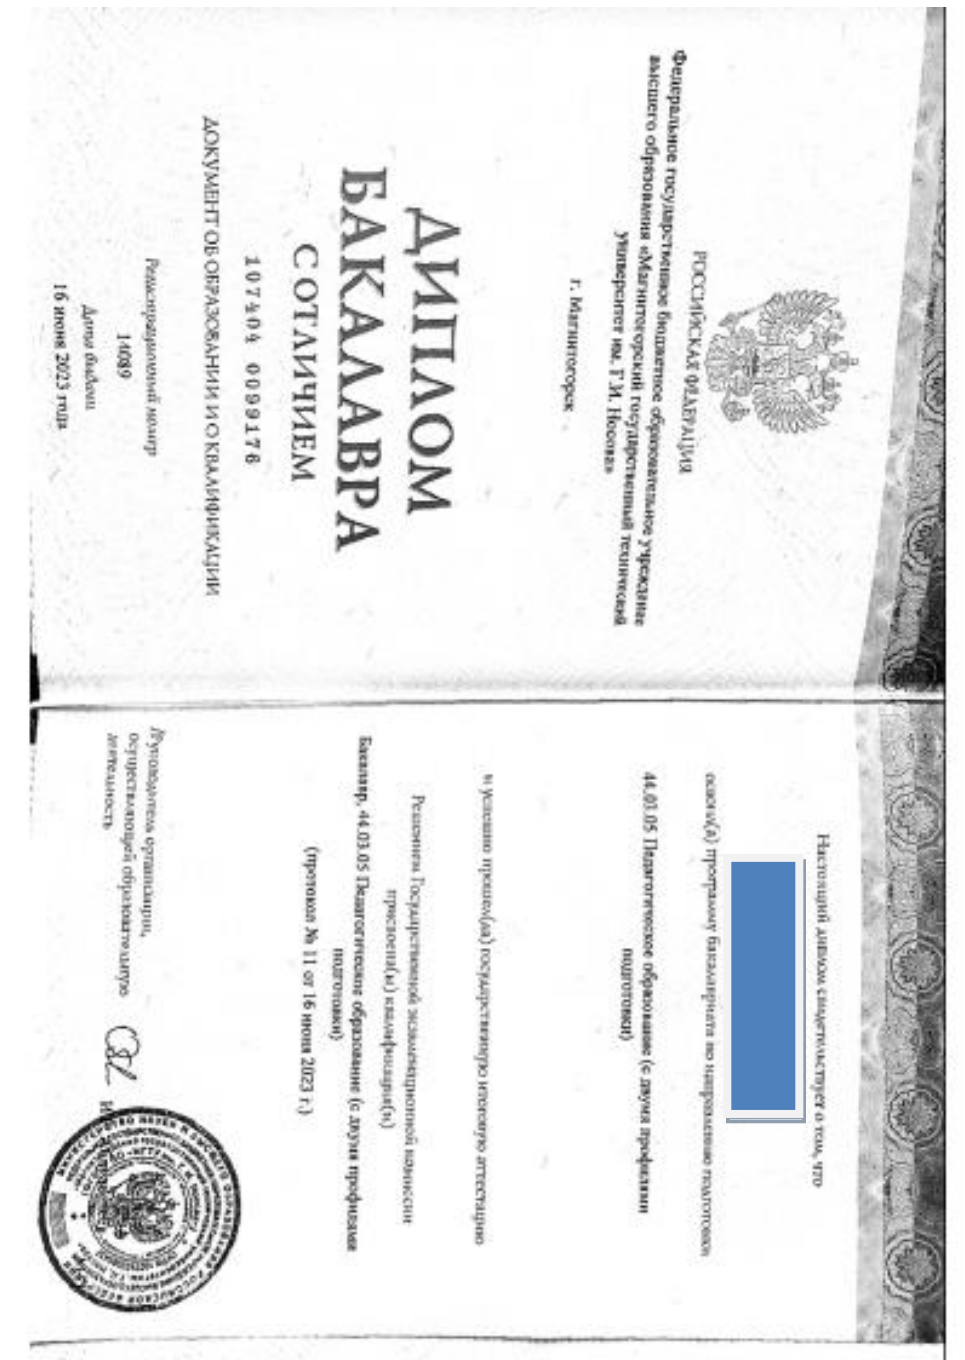 РОССИЙСКАЯ ФЕДЕРАЦИЯ
Федеральное государственное бюджетное образовательное учреждение
высшего образования «Магнитогорский государственный технический
университет им. Г.И. Носова»
г. Магнитогорск
ДИПЛОМ
БАКАЛАВРА
С ОТЛИЧИЕМ
107404 0099176
ДОКУМЕНТ ОБ ОБРАЗОВАНИИ И О КВАЛИФИКАЦИИ
Регистрационный номер
14089
Дата выдачи
16 июня 2023 года
Настоящий диплом свидетельствует о том, что
освоил(а) программу бакалавриата по направлению подготовки
44.03.05 Педагогическое образование (с двумя профилями
подготовки)
и успешно прошел(ла) государственную итоговую аттестацию
Решением Государственной экзаменационной комиссии
присвоена(ы) квалификация(и)
Бакалавр, 44.03.05 Педагогическое образование (с двумя профилями
подготовки)
(протокол № 11 от 16 июня 2023 г.)
Руководитель организации,
осуществляющей образовательную
деятельность